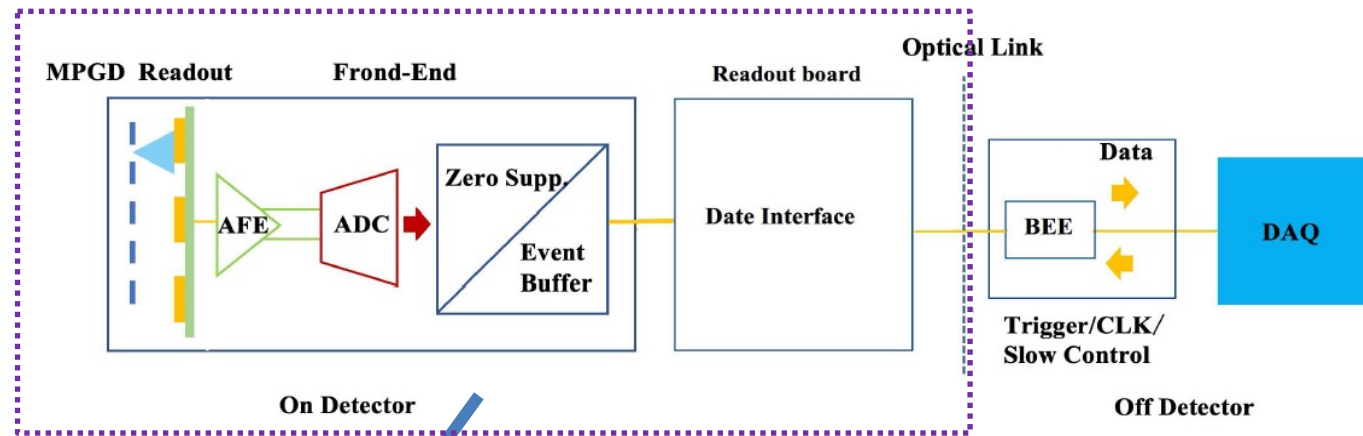 Optical Link
MPGD Readout
Frond-End
Readout board
Data
Zero Supp.
AFE
ADC
Date Interface
BEE
DAQ
Event
Buffer
Trigger/CLK/
Slow Control
On Detector
Off Detector